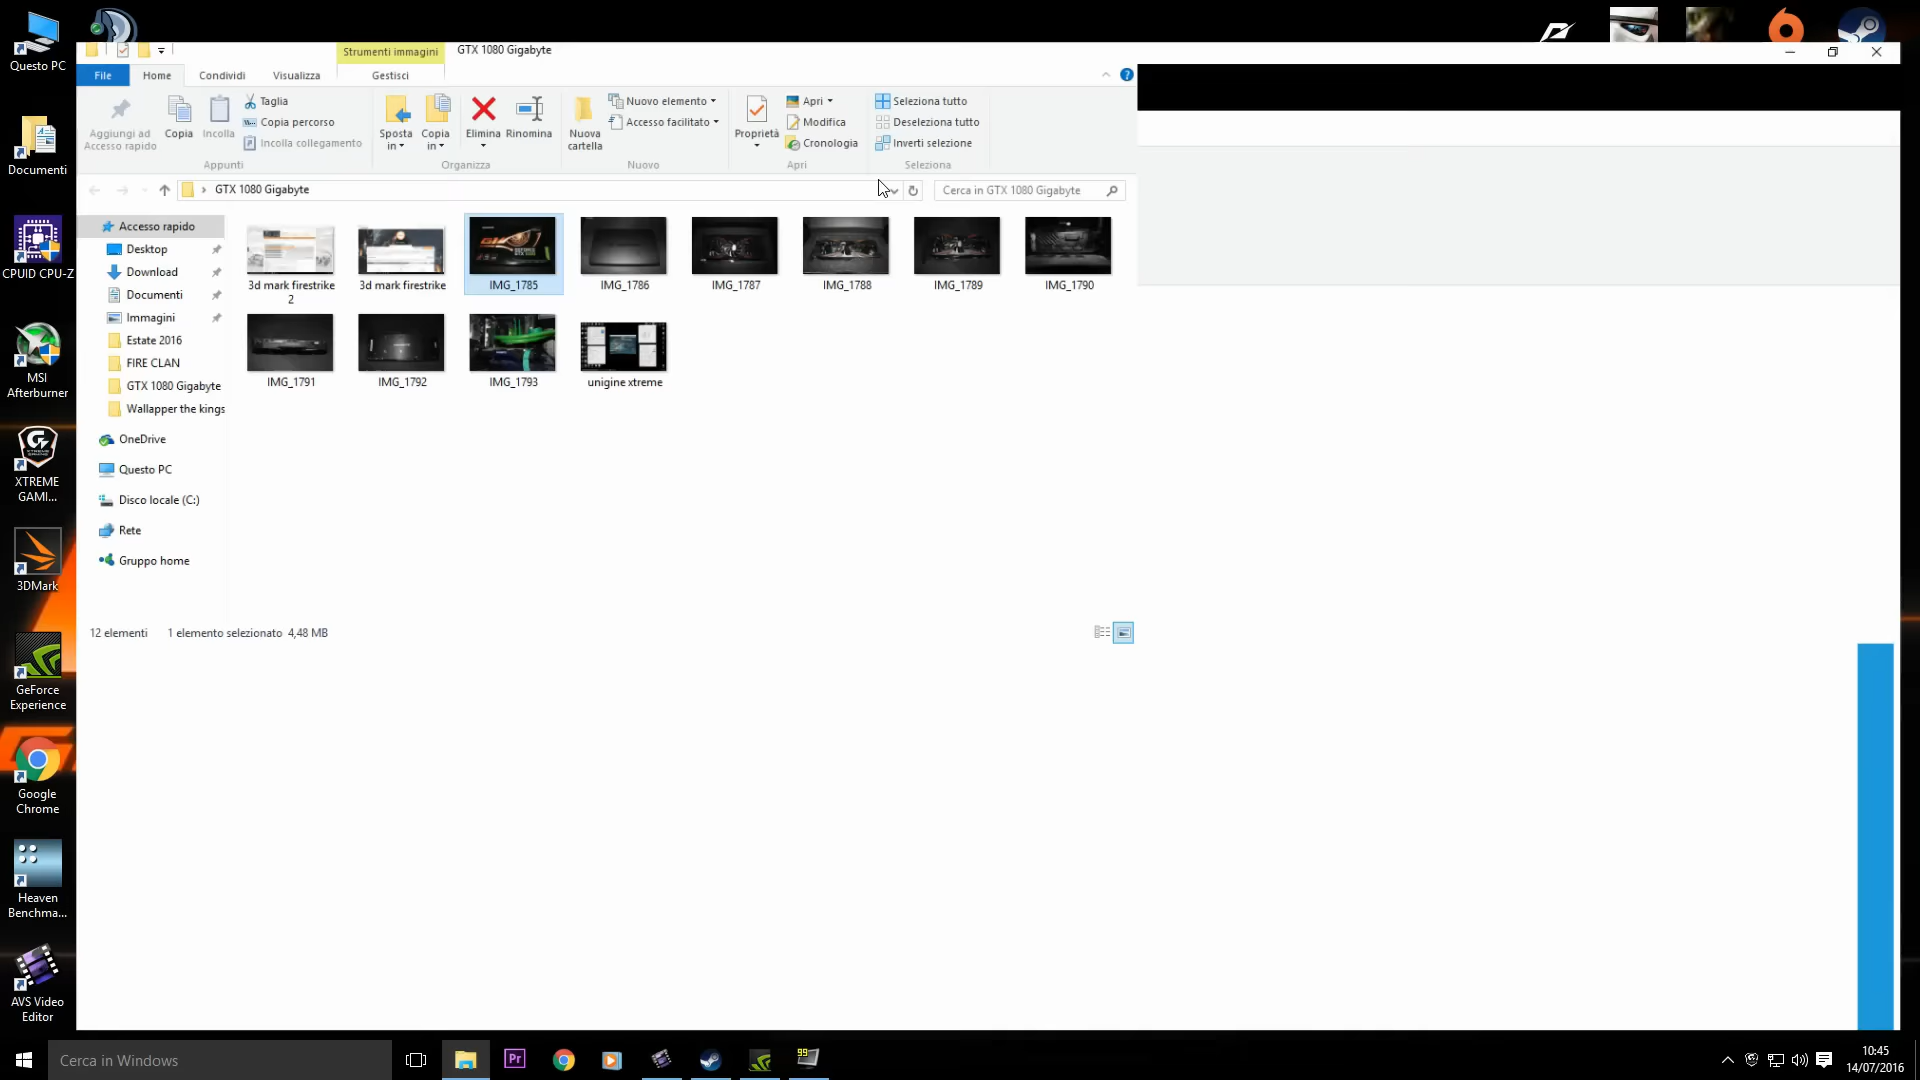 Strumenti immagini
GTX 1080 Gigabyte
File
Home
Condividi
Visualizza
Gestisci
Aggiungi ad
Accesso rapido
Copia
Incolla
Taglia
Copia percorso
Incolla collegamento
Appunti
Sposta
in
Copia
in
Elimina
Rinomina
Organizza
Nuova
cartella
Nuovo elemento
Accesso facilitato
Nuovo
Proprietà
Apri
Modifica
Cronologia
Apri
Seleziona tutto
Deseleziona tutto
Inverti selezione
Seleziona
GTX 1080 Gigabyte
Cerca in GTX 1080 Gigabyte
Accesso rapido
Desktop
Download
Documenti
Immagini
Estate 2016
FIRE CLAN
GTX 1080 Gigabyte
Wallapper the kings
OneDrive
Questo PC
Disco locale (C:)
Rete
Gruppo home
3d mark firestrike
2
3d mark firestrike
IMG_1785
IMG_1786
IMG_1787
IMG_1788
IMG_1789
IMG_1790
IMG_1791
IMG_1792
IMG_1793
unigine xtreme
12 elementi
1 elemento selezionato 4,48 MB
Questo PC
Documenti
CPUID CPU-Z
MSI
Afterburner
XTREME
GAMI...
3DMark
GeForce
Experience
Google
Chrome
Heaven
Benchma...
AVS Video
Editor
Cerca in Windows
Pr
99
10:45
14/07/2016